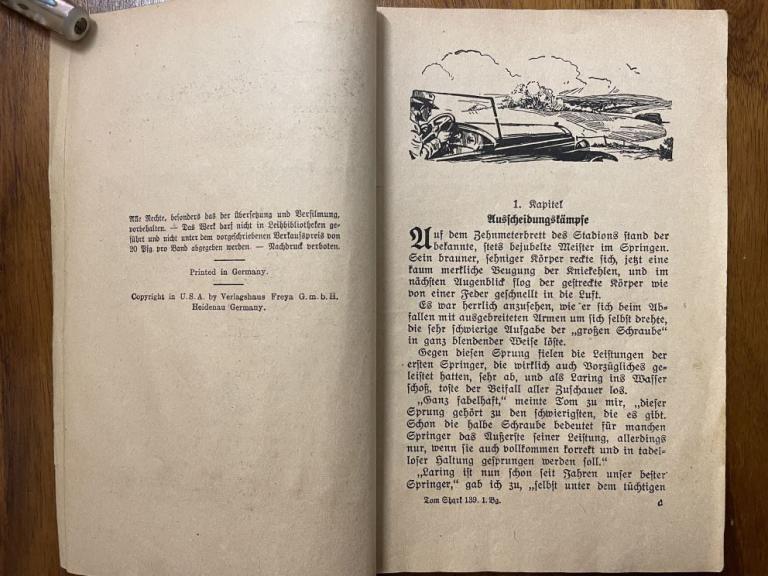 Alle Rechte, besonders das der Übersetzung und Verfilmung,
vorbehalten. — Das Werk darf nicht in Leihbibliotheken ge-
führt und nicht unter dem vorgeschriebenen Verkaufspreis von
20 Pfg. pro Band abgegeben werden. — Nachdruck verboten.
Printed in Germany.
Copyright in U.S.A. by Verlagshaus Freya G.m.b.H.
Heidenau Germany.
1. Kapitel
Ausscheidungskämpfe
Auf dem Zehnmeterbrett des Stadions stand der
bekannte, stets bejubelte Meister im Springen.
Sein brauner, sehniger Körper reckte sich, jetzt eine
kaum merkliche Beugung der Kniekehlen, und im
nächsten Augenblick flog der gestreckte Körper wie
von einer Feder geschnellt in die Luft.
Es war herrlich anzusehen, wie er sich beim Ab-
fallen mit ausgebreiteten Armen um sich selbst drehte,
die sehr schwierige Aufgabe der „großen Schraube“
in ganz blendender Weise löste.
Gegen diesen Sprung fielen die Leistungen der
ersten Springer, die wirklich auch Vorzügliches ge-
leistet hatten, sehr ab, und als Laring ins Wasser
schoß, toste der Beifall aller Zuschauer los.
„Ganz fabelhaft,“ meinte Tom zu mir, „dieser
Sprung gehört zu den schwierigsten, die es gibt.
Schon die halbe Schraube bedeutet für manchen
Springer das Äußerste seiner Leistung, allerdings
nur, wenn sie auch vollkommen korrekt und in tadel-
loser Haltung gesprungen werden soll.“
„Laring ist nun schon seit Jahren unser bester
Springer,“ gab ich zu, „selbst unter dem tüchtigen
Tom Shark 139. 1. Bg.